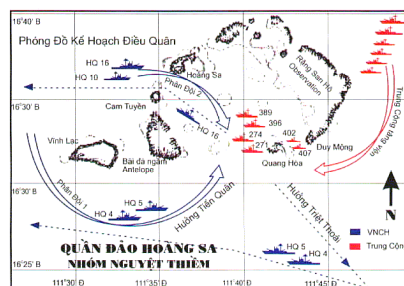 16°40' B
Phóng Đồ Kế Hoạch Điều Quân
HQ 16
HQ 10
Hoàng Sa
Rặng San Hô
Observation
Trung Cộng tăng viện
16°30' B
Phân Đội 2
Cam Tuyền
HQ 16
389
396
274
402
271
407
Duy Mộng
Quang Hòa
Vĩnh Lạc
Bãi đá ngầm
Antelope
16°30' B
Phân Đội 1
HQ 5
HQ 4
Hướng Tiến Quân
Hướng Triệt Thoái
N
QUẦN ĐẢO HOÀNG SA
NHÓM NGUYỆT THIỀM
HQ 5
HQ 4
VNCH
Trung Cộng
16°25' B
111°30' Đ
111°35' Đ
111°40' Đ
111°45' Đ